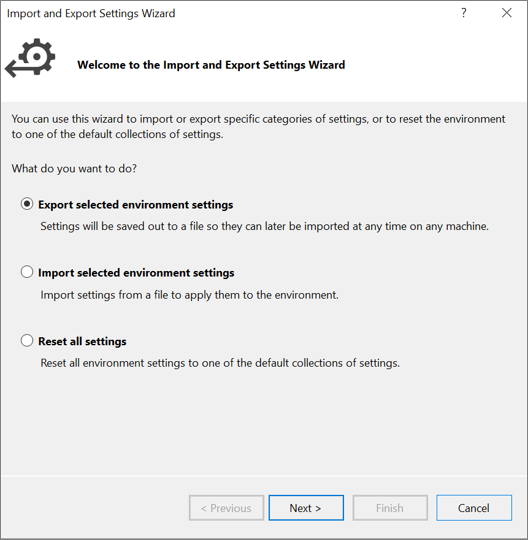 Import and Export Settings Wizard
?
Welcome to the Import and Export Settings Wizard
You can use this wizard to import or export specific categories of settings, or to reset the environment
to one of the default collections of settings.
What do you want to do?
Export selected environment settings
Settings will be saved out to a file so they can later be imported at any time on any machine.
Import selected environment settings
Import settings from a file to apply them to the environment.
Reset all settings
Reset all environment settings to one of the default collections of settings.
< Previous Next > Finish Cancel